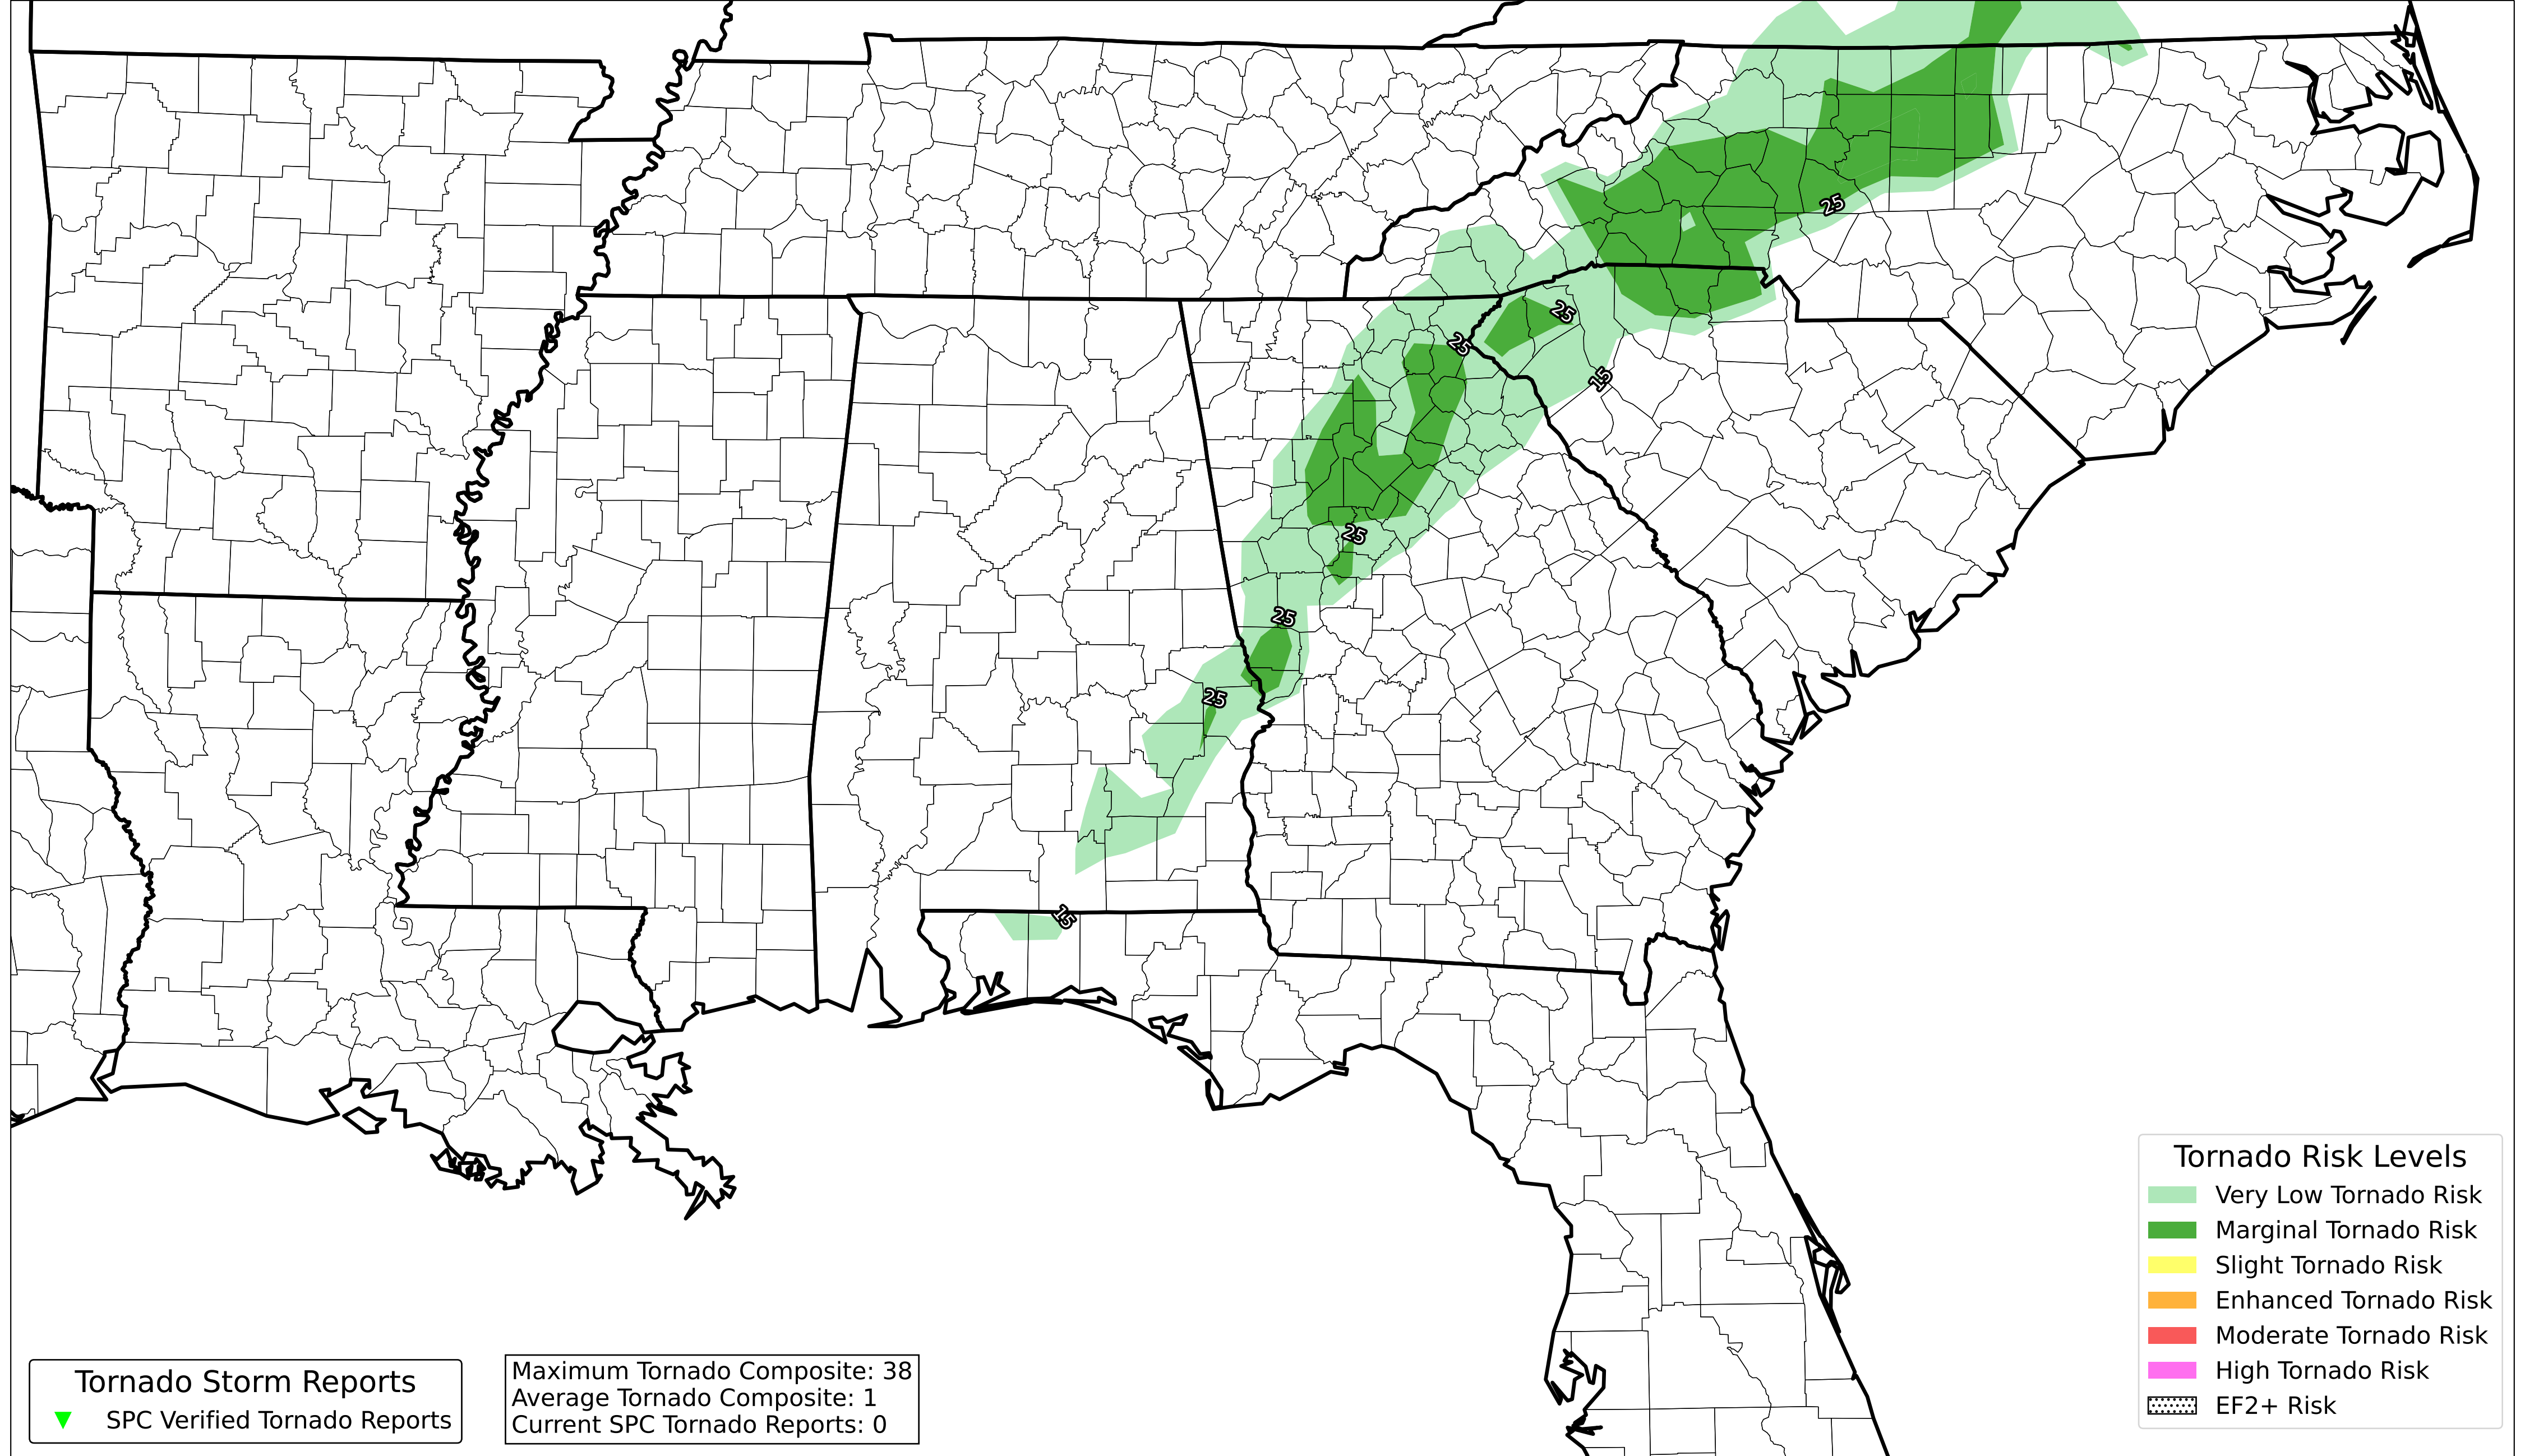 25
25
25
15
25
25
25
15
Tornado Risk Levels
Very Low Tornado Risk
Marginal Tornado Risk
Slight Tornado Risk
Enhanced Tornado Risk
Moderate Tornado Risk
High Tornado Risk
EF2+ Risk
Tornado Storm Reports
SPC Verified Tornado Reports
Maximum Tornado Composite: 38
Average Tornado Composite: 1
Current SPC Tornado Reports: 0